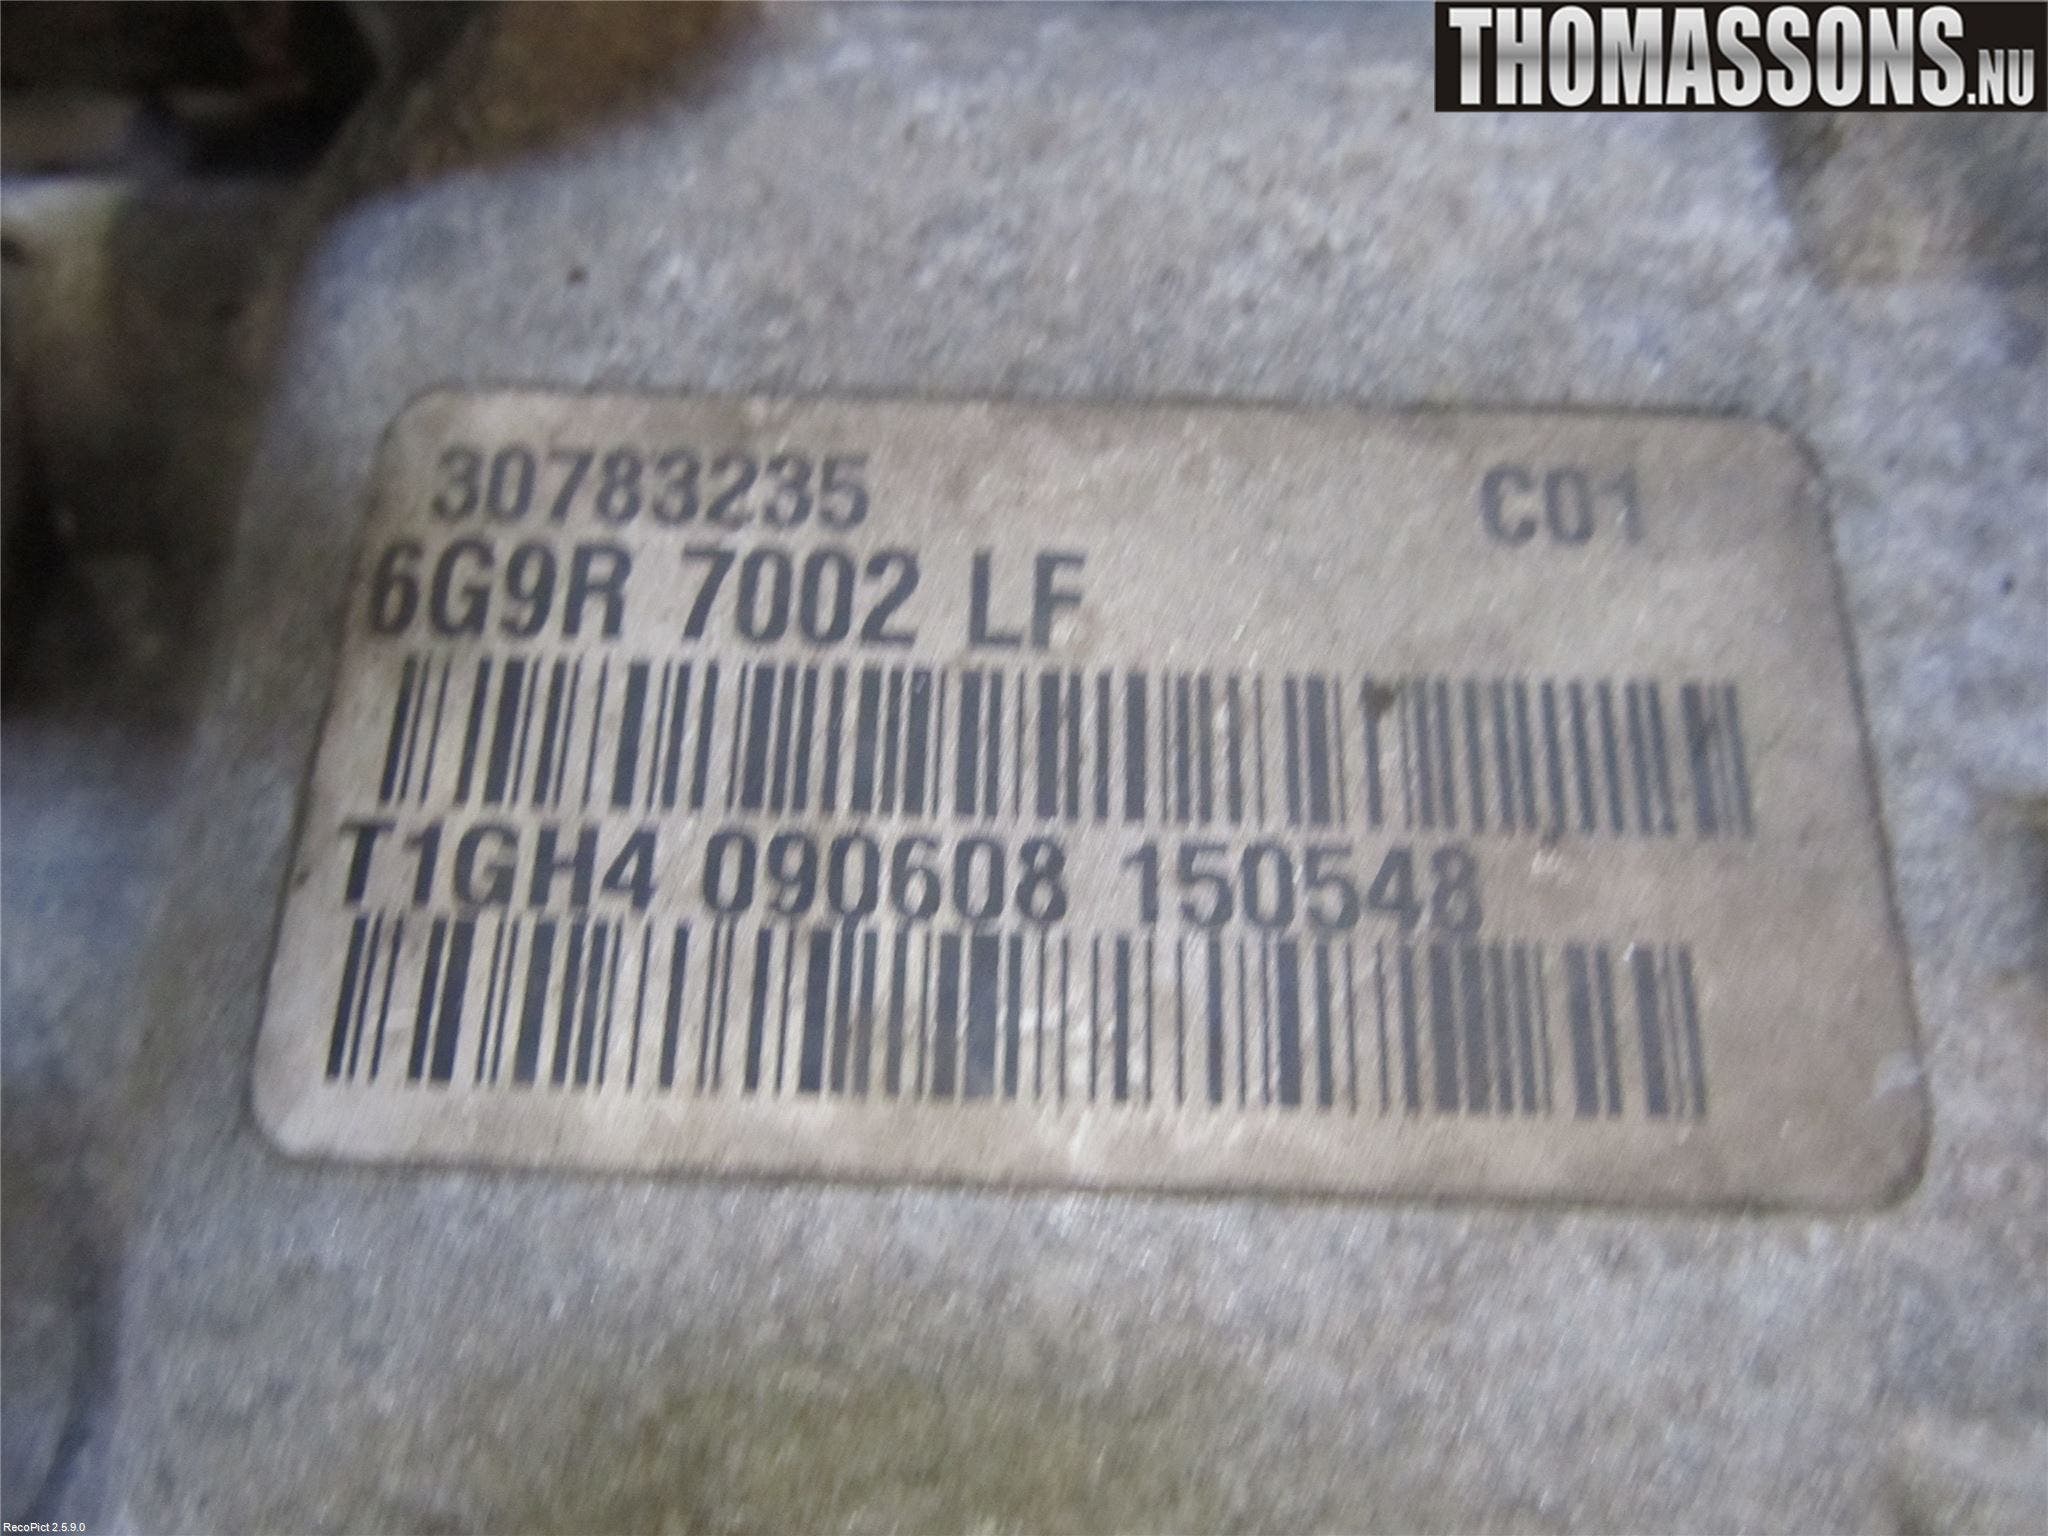 THOMASSONS.NU
30783235 C01
6G9R 7002 LF
T1GH4 090608 150548
RecoPict 2.5.9.0